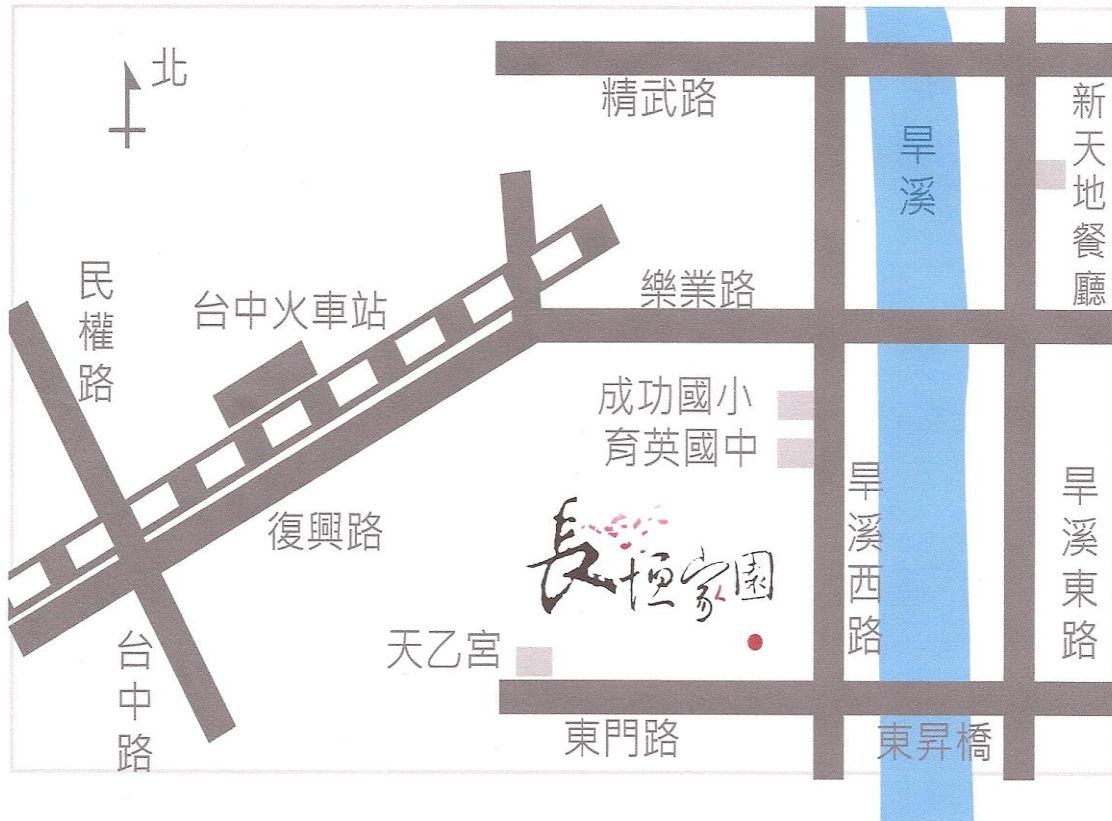 北
精武路
新天地餐廳
旱溪
民權路
台中火車站
樂業路
成功國小
育英國中
旱溪西路
旱溪東路
復興路
長垣家園
天乙宮
台中路
東門路
東昇橋